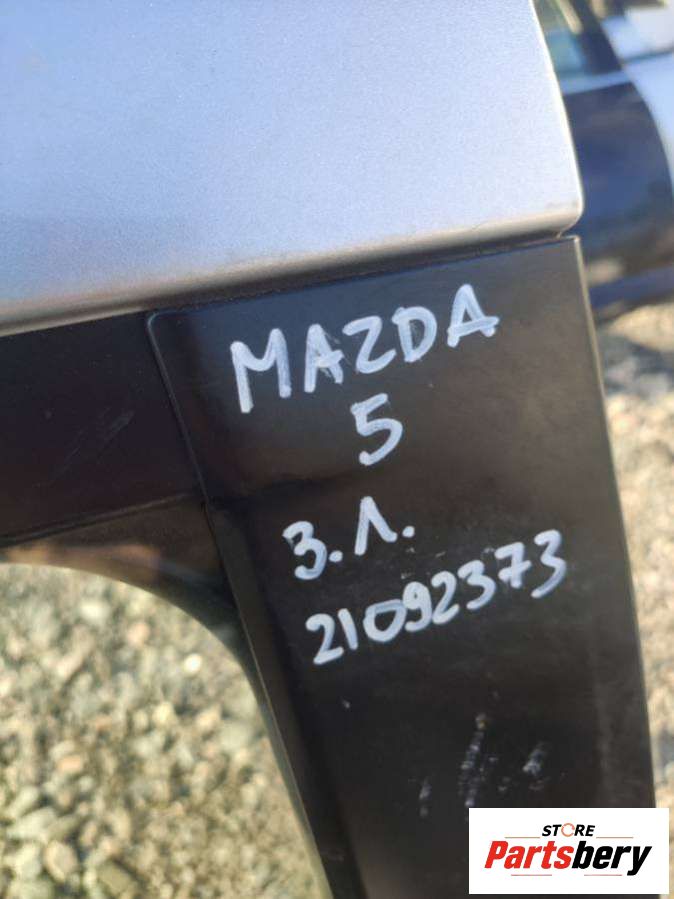 MAZDA
5
З.Л.
21092373
STORE
Partsbery